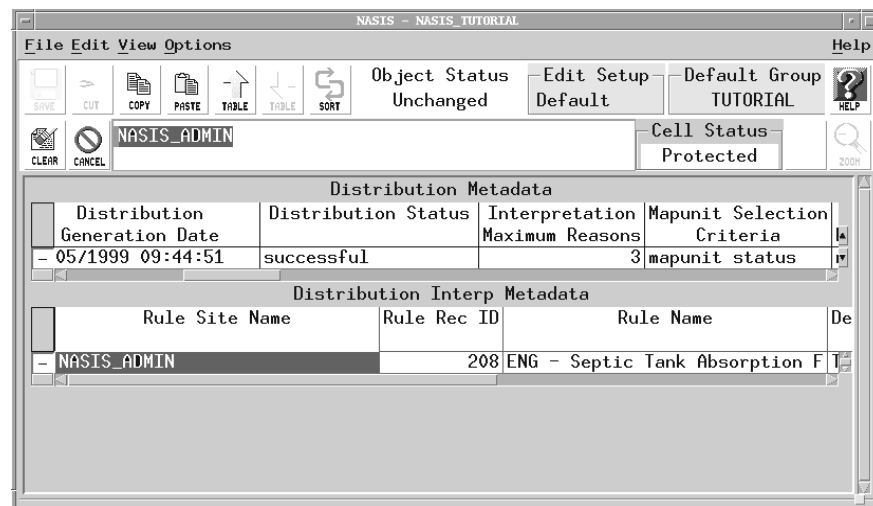 NASIS - NASIS_TUTORIAL
File Edit View Options Help
SAVE CUT COPY PASTE TABLE TABLE SORT Object Status Unchanged Edit Setup Default Default Group TUTORIAL HELP
CLEAR CANCEL NASIS_ADMIN Cell Status Protected ZOOM
Distribution Metadata
Distribution Distribution Status Interpretation Mapunit Selection
Generation Date Maximum Reasons Criteria
05/1999 09:44:51 successful 3 mapunit status
Distribution Interp Metadata
Rule Site Name Rule Rec ID Rule Name De
NASIS_ADMIN 208 ENG - Septic Tank Absorption F T